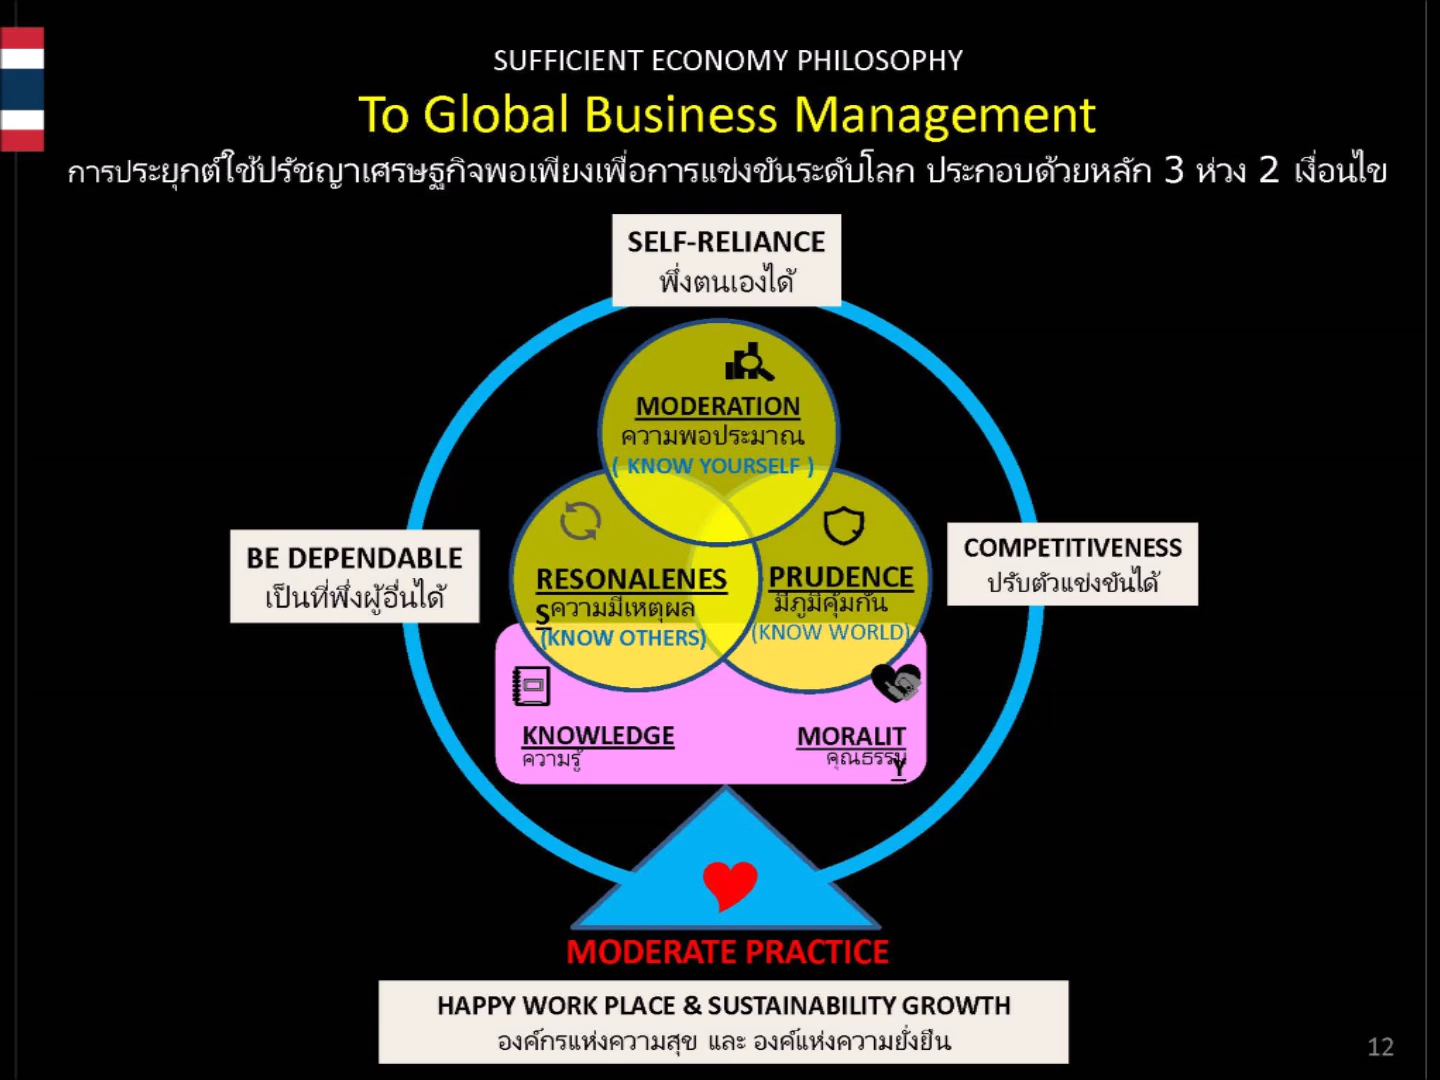 SUFFICIENT ECONOMY PHILOSOPHY
To Global Business Management
การประยุกต์ใช้ปรัชญาเศรษฐกิจพอเพียงเพื่อการแข่งขันระดับโลก ประกอบด้วยหลัก 3 ห่วง 2 เงื่อนไข
SELF-RELIANCE
พึ่งตนเองได้
MODERATION
ความพอประมาณ
( KNOW YOURSELF )
BE DEPENDABLE
เป็นที่พึ่งผู้อื่นได้
RESONALENES
Sความมีเหตุผล
(KNOW OTHERS)
PRUDENCE
มีภูมิคุ้มกัน
(KNOW WORLD)
COMPETITIVENESS
ปรับตัวแข่งขันได้
KNOWLEDGE
ความรู้
MORALIT
Y
คุณธรรม
MODERATE PRACTICE
HAPPY WORK PLACE & SUSTAINABILITY GROWTH
องค์กรแห่งความสุข และ องค์แห่งความยั่งยืน
12